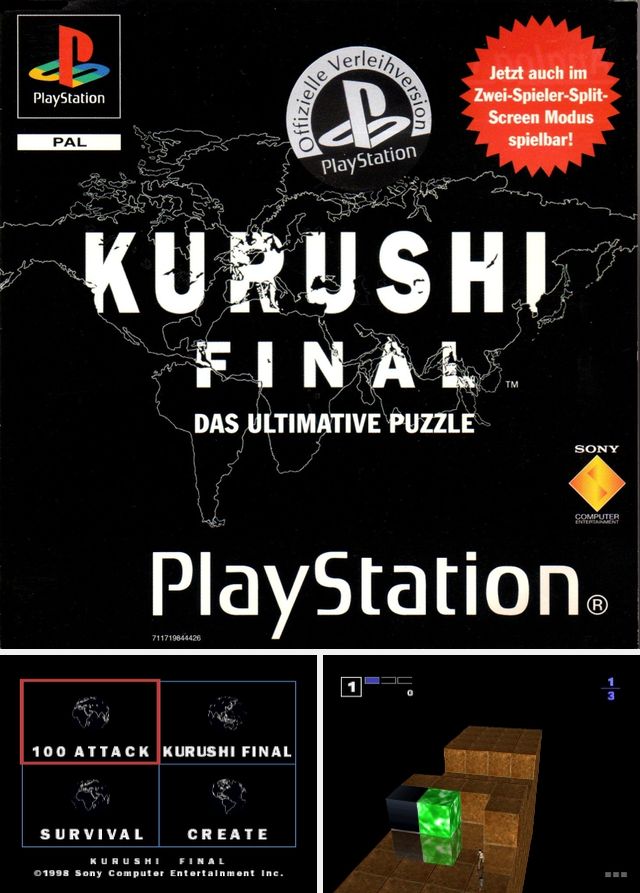 PlayStation
PAL
Offizielle Verleihversion
PlayStation
Jetzt auch im
Zwei-Spieler-Split-
Screen Modus
spielbar!
KURUSHI
FINAL™
DAS ULTIMATIVE PUZZLE
SONY
COMPUTER
ENTERTAINMENT
PlayStation®
711719844426
100 ATTACK
KURUSHI FINAL
SURVIVAL
CREATE
KURUSHI FINAL
©1998 Sony Computer Entertainment Inc.
1
0
1
3